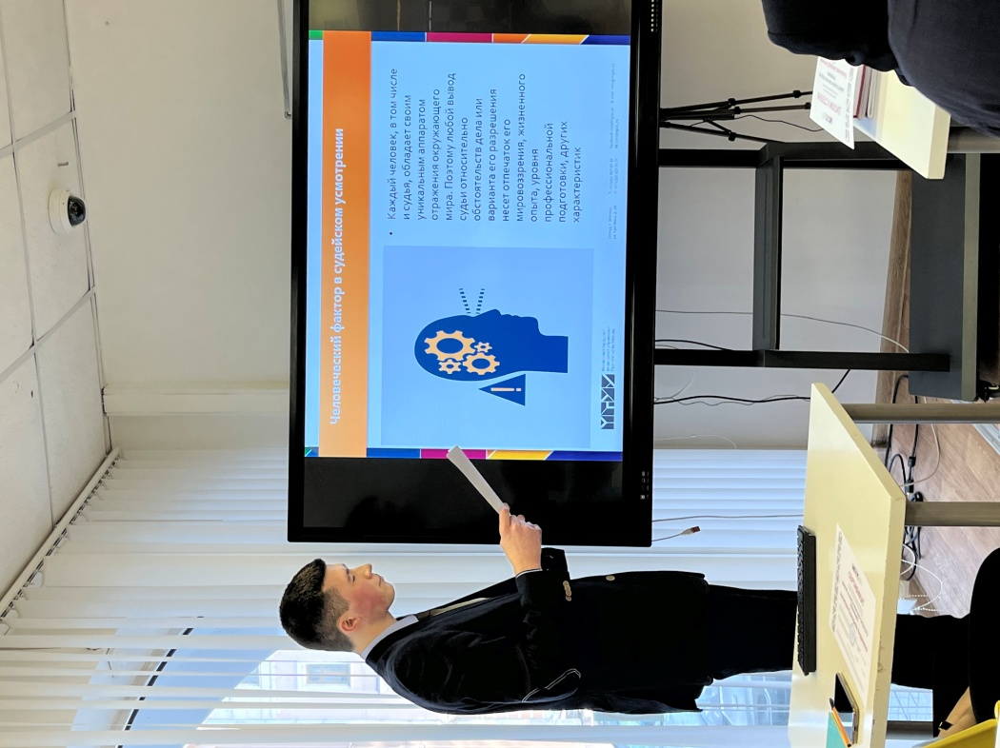 Человеческий фактор в судейском усмотрении
• Каждый человек, в том числе
и судья, обладает своим
уникальным аппаратом
отражения окружающего
мира. Поэтому любой вывод
судьи относительно
обстоятельств дела или
варианта его разрешения
несет отпечаток его
мировоззрения, жизненного
опыта, уровня
профессиональной
подготовки, других
характеристик